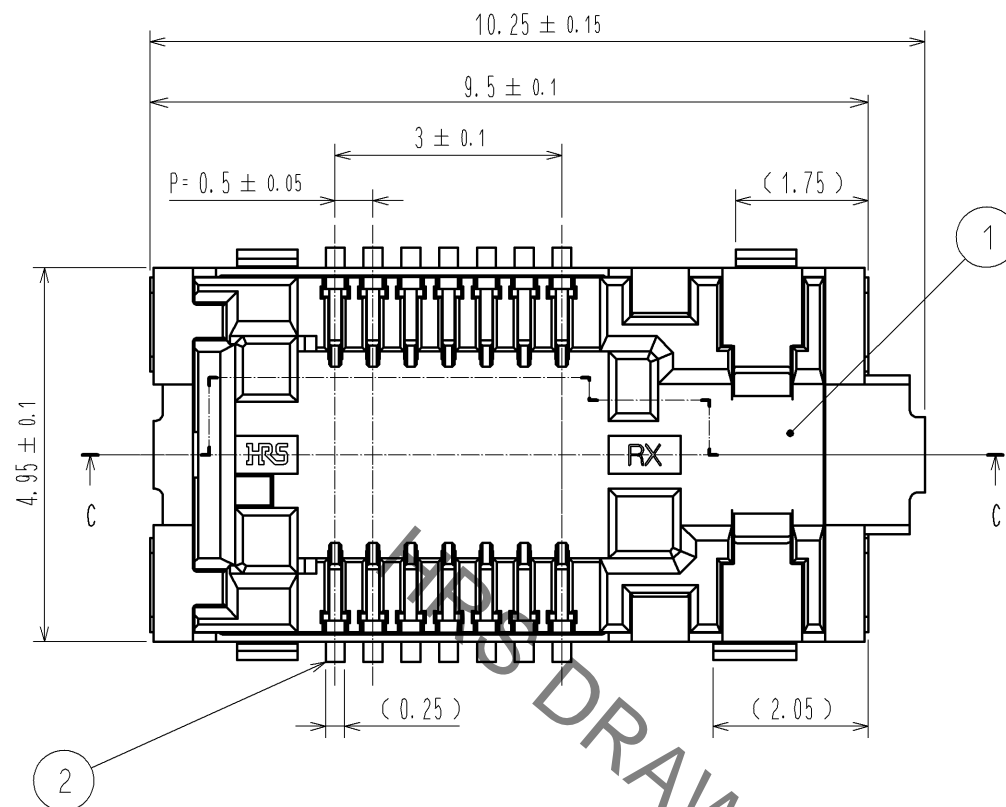 10.25 ± 0.15
9.5 ± 0.1
3 ± 0.1
P= 0.5 ± 0.05
(1.75)
1
4.95 ± 0.1
HRS
RX
C
C
(0.25)
(2.05)
2
HRS DRAW